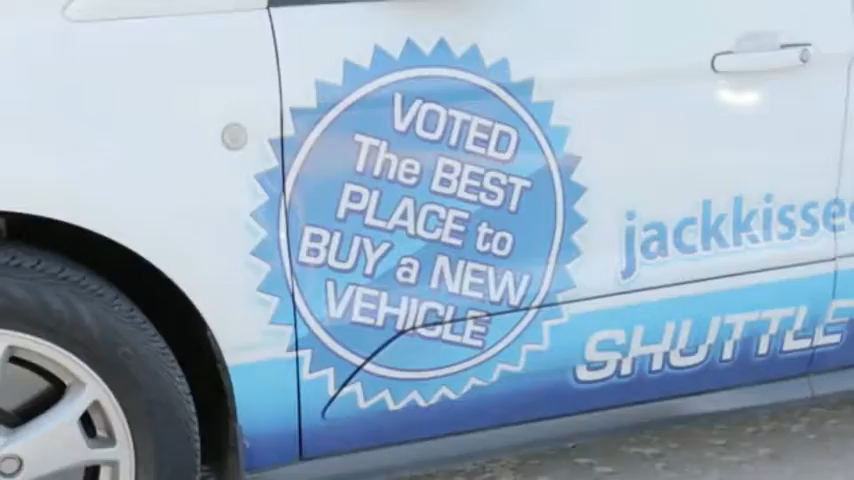 VOTED
The BEST
PLACE to
BUY a NEW
VEHICLE
jackkisse
SHUTTLE